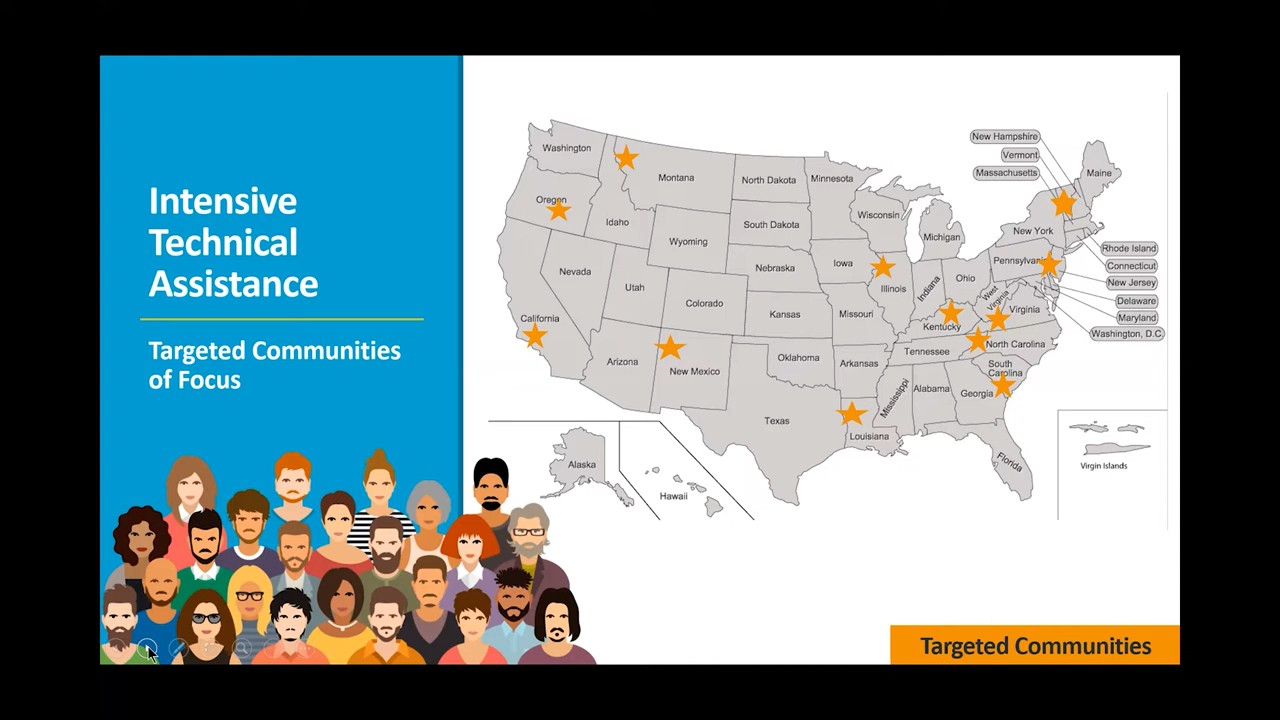 Intensive
Technical
Assistance
Targeted Communities
of Focus
Washington
Oregon
California
Nevada
Idaho
Montana
Wyoming
Utah
Colorado
Arizona
New Mexico
North Dakota
South Dakota
Nebraska
Kansas
Oklahoma
Texas
Minnesota
Iowa
Missouri
Arkansas
Louisiana
Wisconsin
Illinois
Michigan
Indiana
Ohio
Kentucky
Tennessee
Mississippi
Alabama
Georgia
Florida
South
Carolina
North Carolina
Virginia
West
Virginia
Pennsylvani
New York
Maine
New Hampshire
Vermont
Massachusetts
Rhode Island
Connecticut
New Jersey
Delaware
Maryland
Washington, D.C.
Alaska
Hawaii
Virgin Islands
Targeted Communities